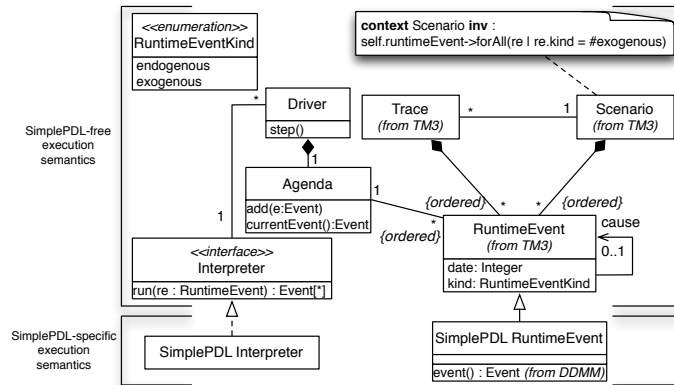 <<enumeration>>
RuntimeEventKind
endogenous
exogenous
context Scenario inv :
self.runtimeEvent->forAll(re | re.kind = #exogenous)
SimplePDL-free
execution
semantics
*
Driver
step()
1
Trace
(from TM3)
*
1
Scenario
(from TM3)
Agenda
add(e:Event)
currentEvent():Event
1
{ordered}
*
*
{ordered}
*
{ordered}
cause
0..1
RuntimeEvent
(from TM3)
date: Integer
kind: RuntimeEventKind
1
<<interface>>
Interpreter
run(re : RuntimeEvent) : Event[*]
SimplePDL-specific
execution
semantics
SimplePDL Interpreter
SimplePDL RuntimeEvent
event() : Event (from DDMM)